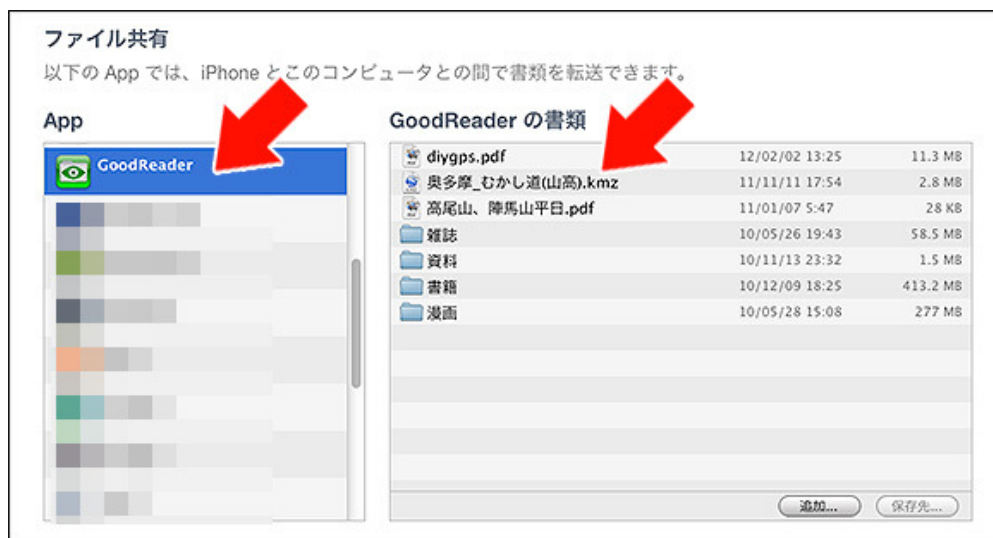 ファイル共有
以下の App では、iPhone とこのコンピュータとの間で書類を転送できます。
App
GoodReader
GoodReader の書類
diygps.pdf 12/02/02 13:25 11.3 MB
奥多摩_むかし道(山高).kmz 11/11/11 17:54 2.8 MB
高尾山、陣馬山平日.pdf 11/01/07 5:47 28 KB
雑誌 10/05/26 19:43 58.5 MB
資料 10/11/13 23:32 1.5 MB
書籍 10/12/09 18:25 413.2 MB
漫画 10/05/28 15:08 277 MB
追加... 保存先...